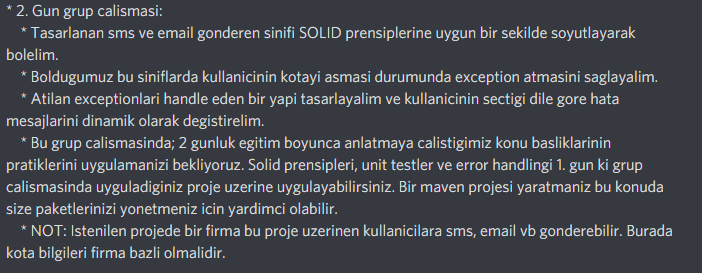 * 2. Gun grup calismasi:
* Tasarlanan sms ve email gonderen sinifi SOLID prensiplerine uygun bir sekilde soyutlayarak
bolelim.
* Boldugumuz bu siniflarda kullanicinin kotayi asmasi durumunda exception atmasini saglayalim.
* Atilan exceptionlari handle eden bir yapi tasarlayalim ve kullanicinin sectigi dile gore hata
mesajlarini dinamik olarak degistirelim.
* Bu grup calismasinda; 2 gunluk egitim boyunca anlatmaya calistigimiz konu basliklarinin
pratiklerini uygulamanizi bekliyoruz. Solid prensipleri, unit testler ve error handlingi 1. gun ki grup
calismasinda uyguladiginiz proje uzerine uygulayabilirsiniz. Bir maven projesi yaratmaniz bu konuda
size paketlerinizi yonetmeniz icin yardimci olabilir.
* NOT: Istenilen projede bir firma bu proje uzerinen kullanicilara sms, email vb gonderebilir. Burada
kota bilgileri firma bazli olmalidir.